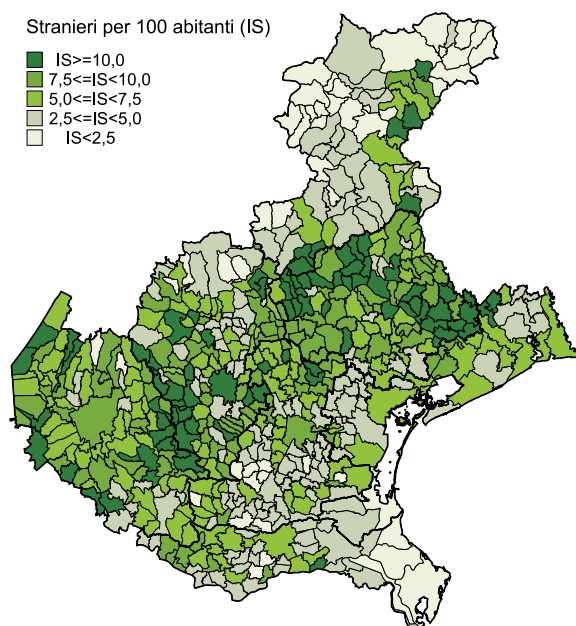 Stranieri per 100 abitanti (IS)
IS>=10,0
7,5<=IS<10,0
5,0<=IS<7,5
2,5<=IS<5,0
IS<2,5